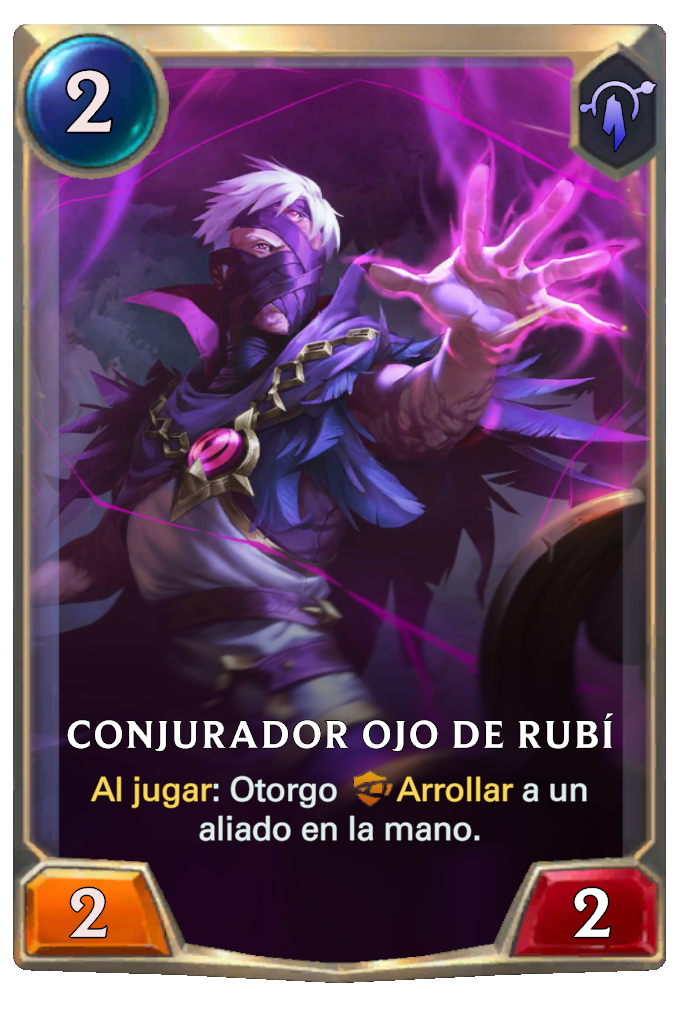 2
CONJURADOR OJO DE RUBÍ
Al jugar: Otorgo Arrollar a un
aliado en la mano.
2
2